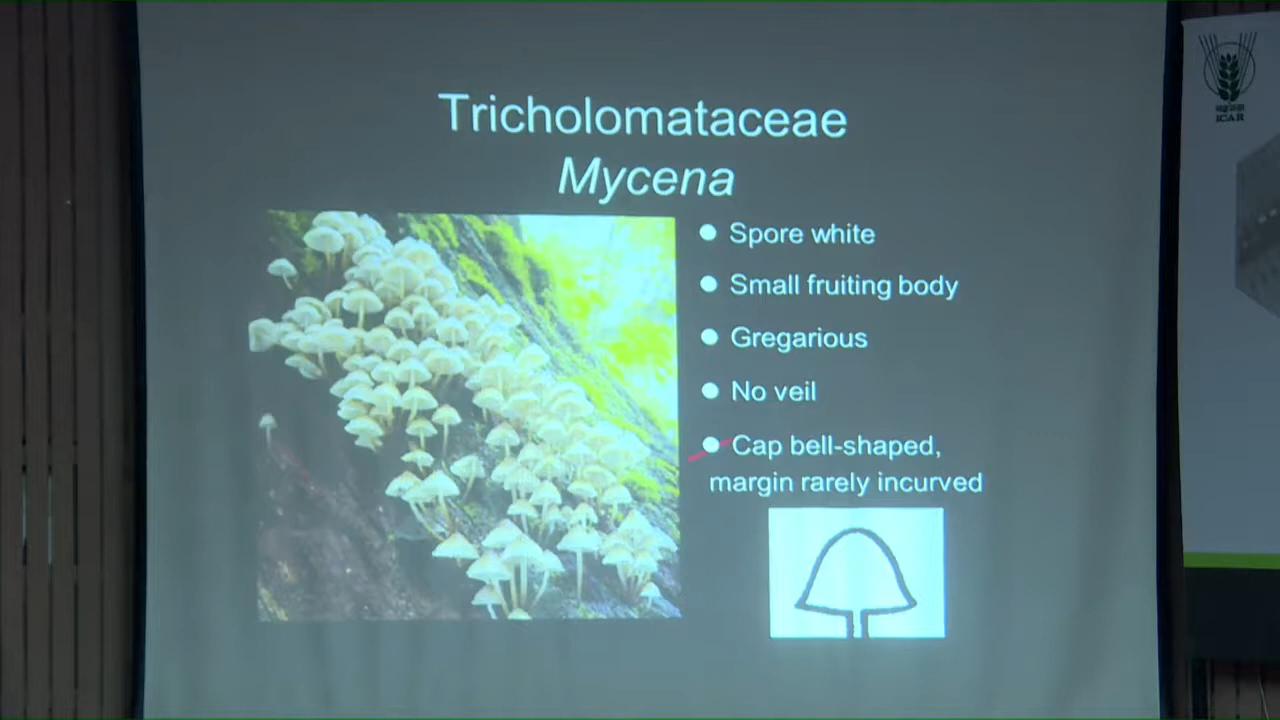 Tricholomataceae
Mycena
Spore white
Small fruiting body
Gregarious
No veil
Cap bell-shaped,
margin rarely incurved
ICAR